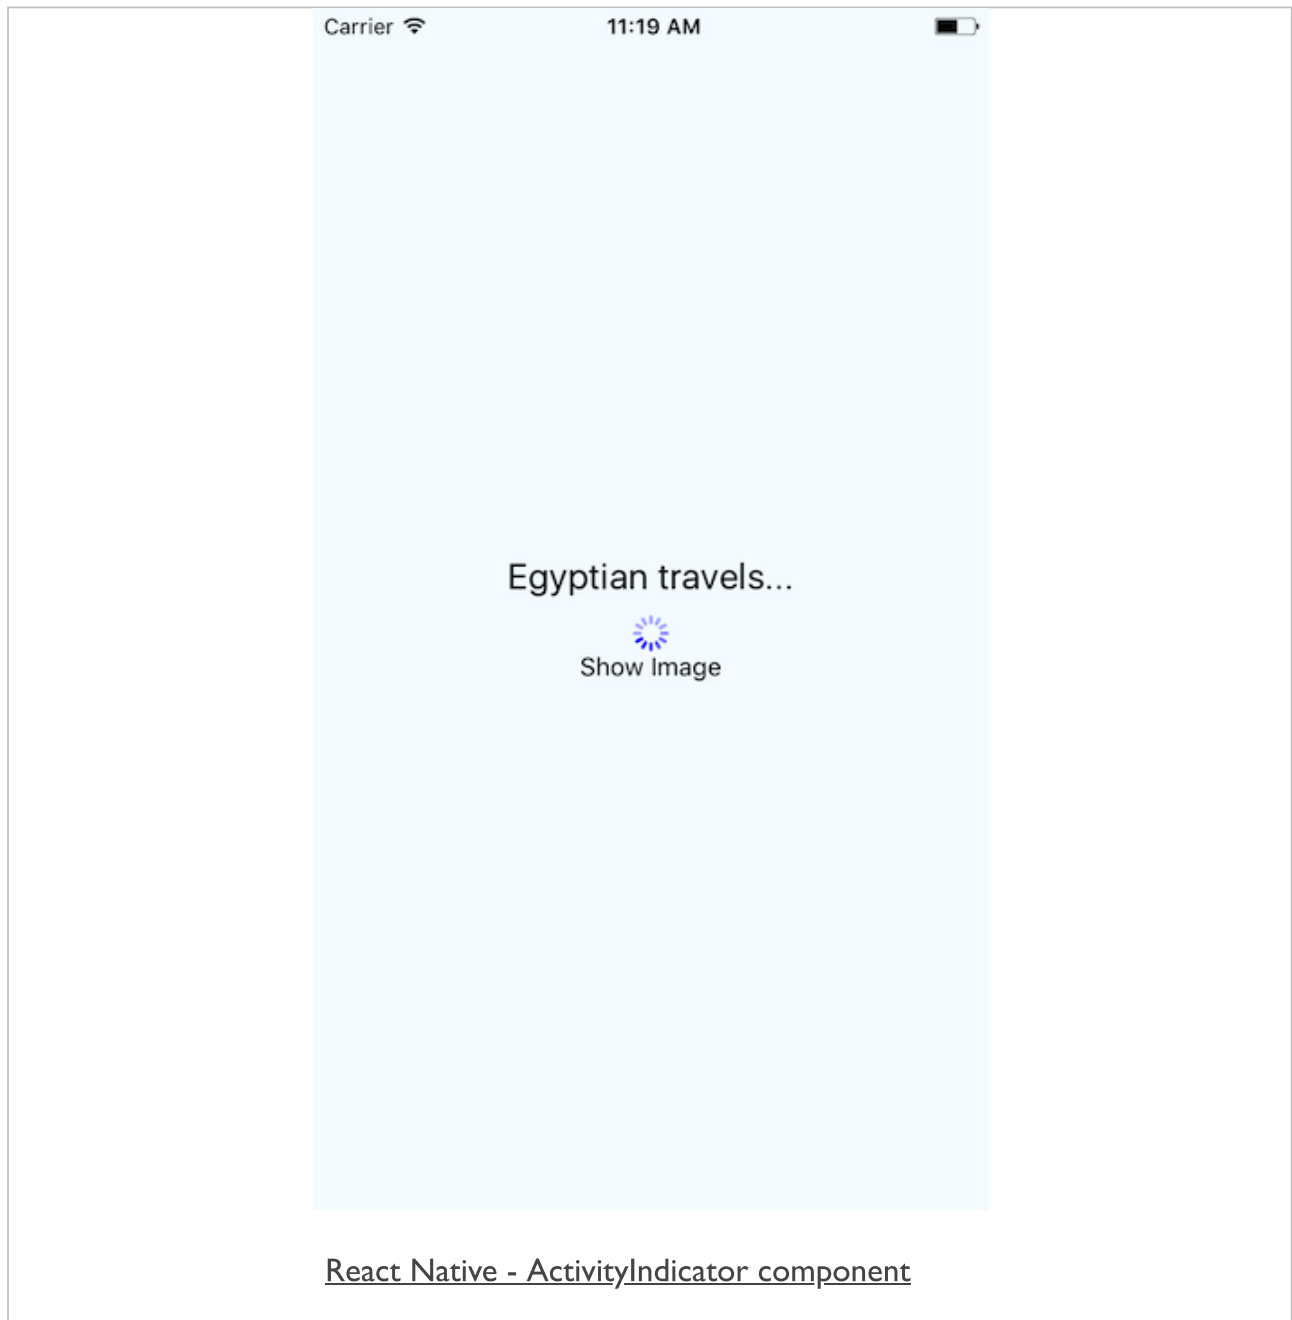 Carrier 11:19 AM
Egyptian travels...
Show Image
React Native - ActivityIndicator component